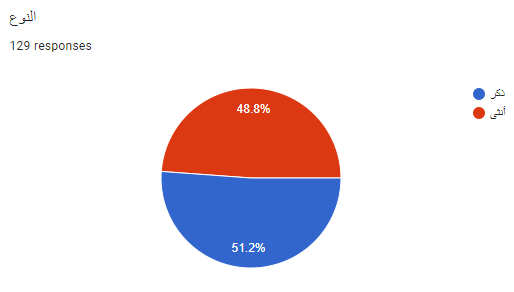 النوع
129 responses
ذكر
أنثى
48.8%
51.2%